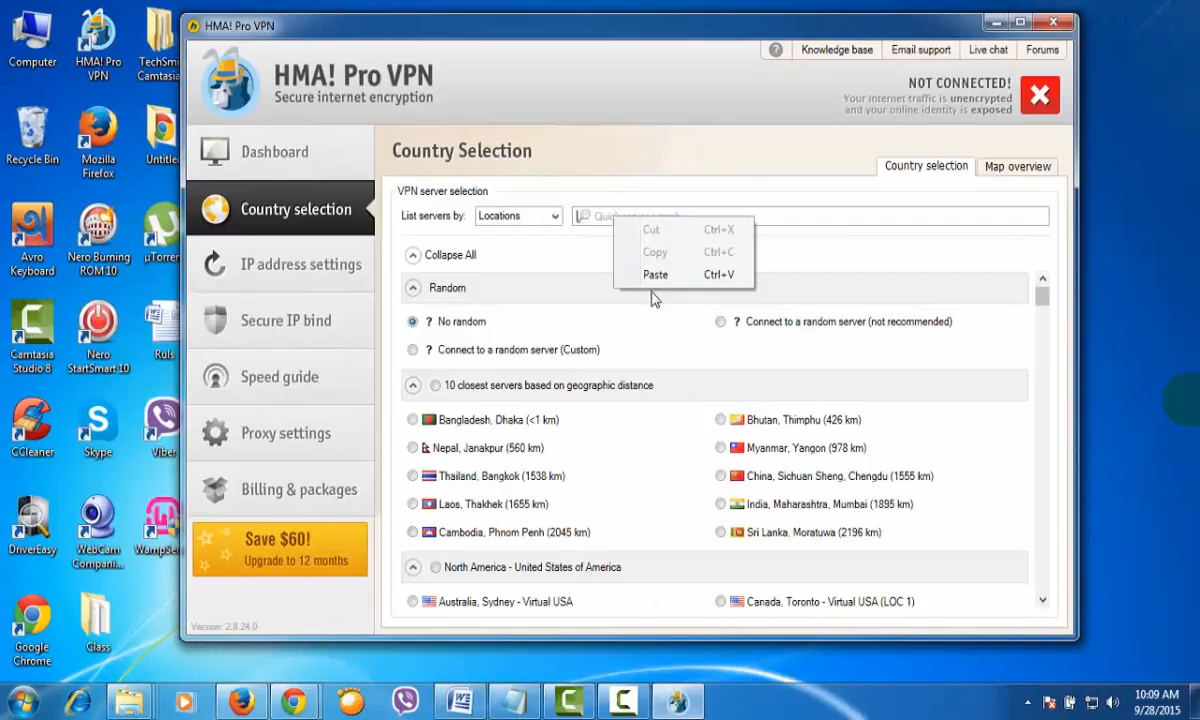 HMA! Pro VPN
Computer
HMA! Pro
VPN
TechSmi
Camtasia
Recycle Bin
Mozilla
Firefox
Untitle
Avro
Keyboard
Nero Burning
ROM 10
µTorre
Camtasia
Studio 8
Nero
StartSmart 10
Ruls
CCleaner
Skype
Viber
DriverEasy
WebCam
Compani...
WampSer
Google
Chrome
Class
HMA! Pro VPN
Secure internet encryption
Knowledge base
Email support
Live chat
Forums
NOT CONNECTED!
Your internet traffic is unencrypted
and your online identity is exposed
Dashboard
Country selection
IP address settings
Secure IP bind
Speed guide
Proxy settings
Billing & packages
Save $60!
Upgrade to 12 months
Version: 2.8.24.0
Country Selection
Country selection
Map overview
VPN server selection
List servers by:
Locations
Cut Ctrl+X
Copy Ctrl+C
Paste Ctrl+V
Collapse All
Random
? No random
? Connect to a random server (not recommended)
? Connect to a random server (Custom)
10 closest servers based on geographic distance
Bangladesh, Dhaka (<1 km)
Bhutan, Thimphu (426 km)
Nepal, Janakpur (560 km)
Myanmar, Yangon (978 km)
Thailand, Bangkok (1538 km)
China, Sichuan Sheng, Chengdu (1555 km)
Laos, Thakhek (1655 km)
India, Maharashtra, Mumbai (1895 km)
Cambodia, Phnom Penh (2045 km)
Sri Lanka, Moratuwa (2196 km)
North America - United States of America
Australia, Sydney - Virtual USA
Canada, Toronto - Virtual USA (LOC 1)
10:09 AM
9/28/2015